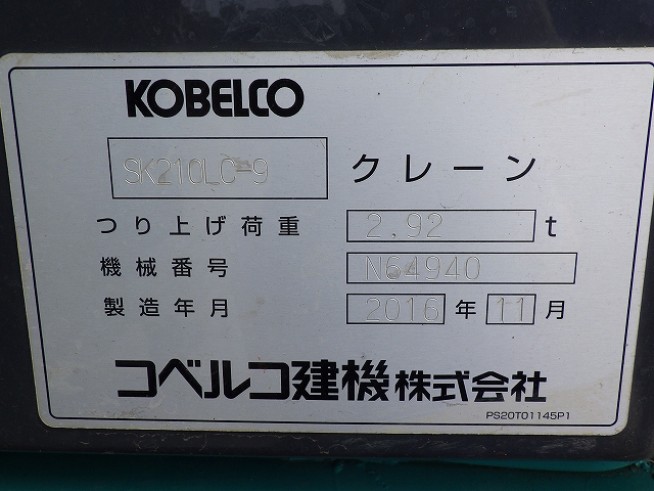 KOBELCO
SK210LC-9 クレーン
つり上げ荷重 2.92 t
機械番号 N64940
製造年月 2016 年 11 月
コベルコ建機株式会社
PS20T01145P1